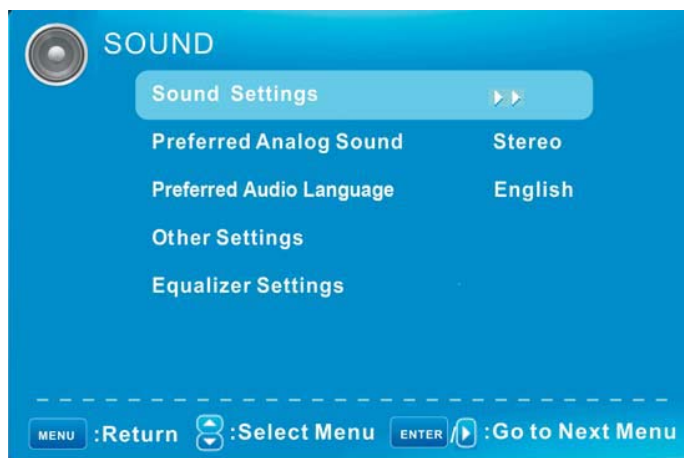 SOUND
Sound Settings
Preferred Analog Sound Stereo
Preferred Audio Language English
Other Settings
Equalizer Settings
MENU :Return :Select Menu ENTER / :Go to Next Menu